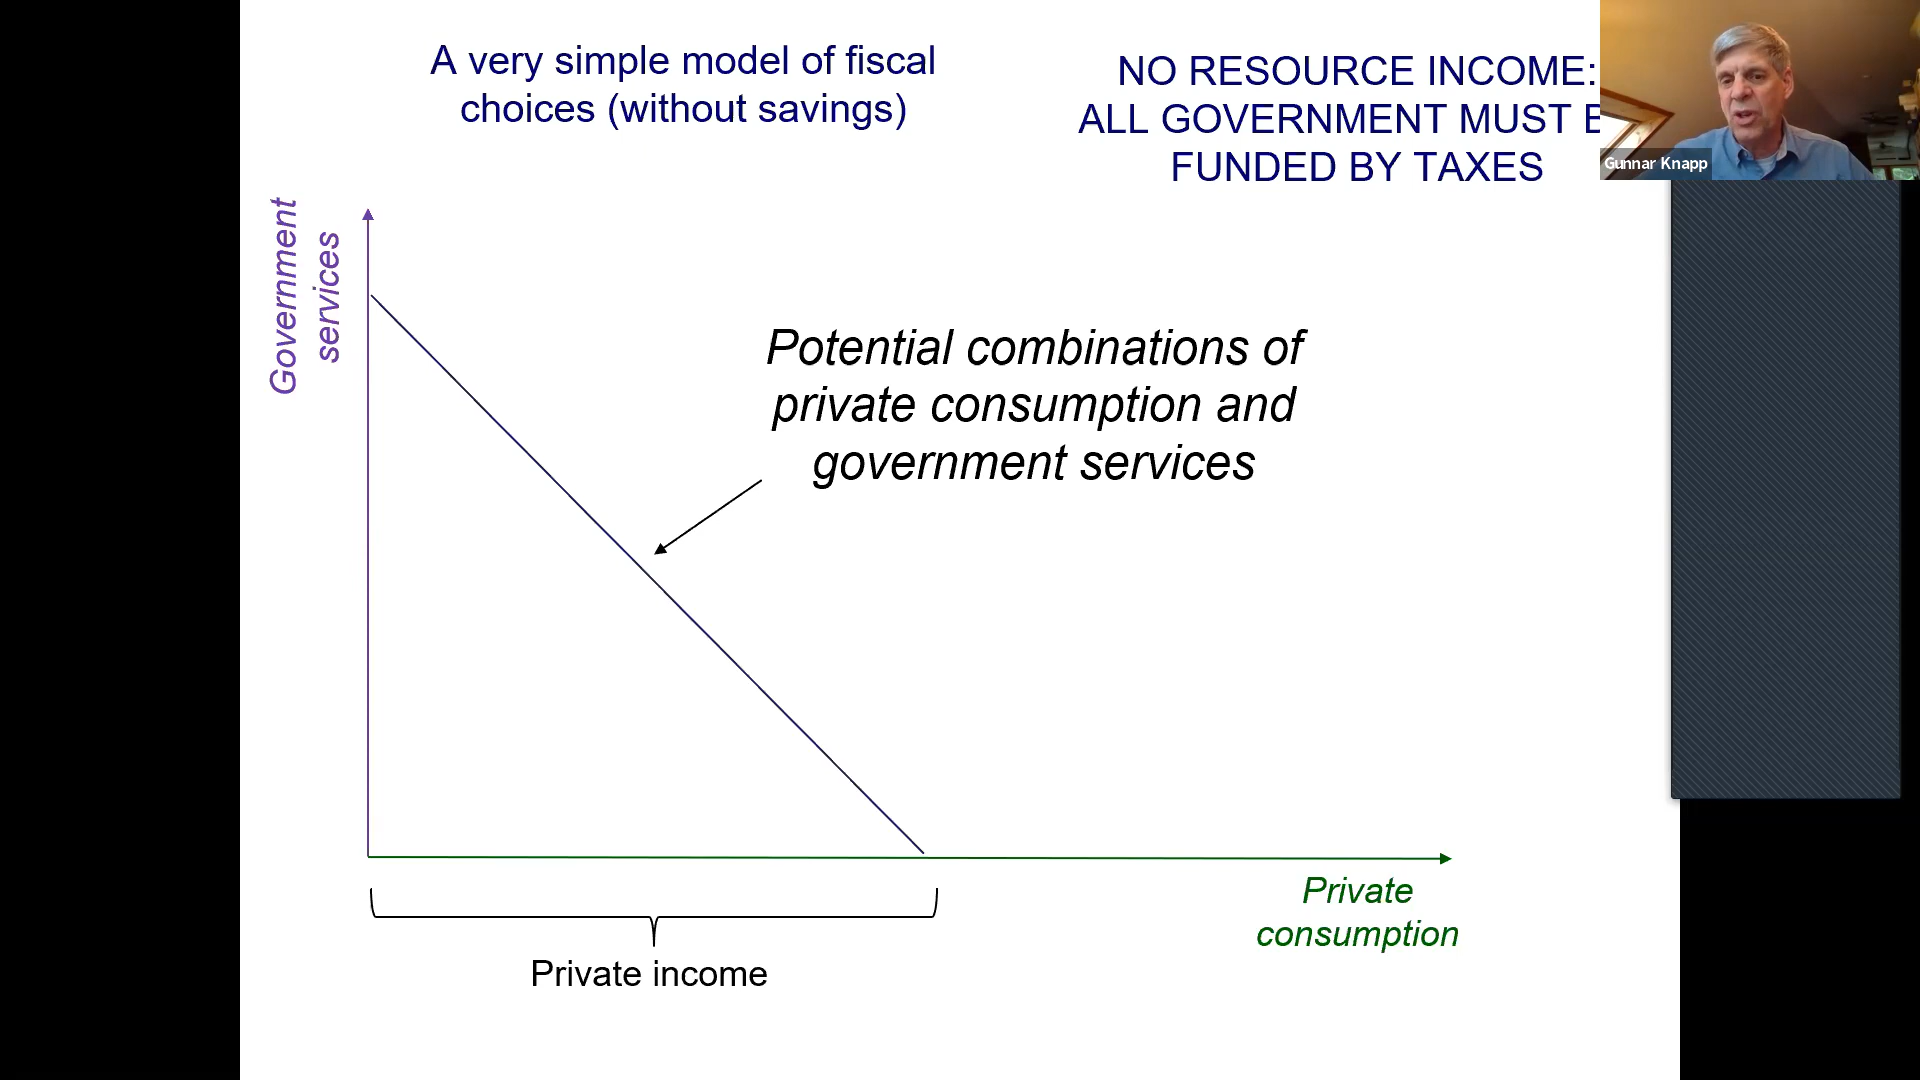 A very simple model of fiscal
choices (without savings)
NO RESOURCE INCOME:
ALL GOVERNMENT MUST
FUNDED BY TAXES
Gunnar Knapp
Government
services
Potential combinations of
private consumption and
government services
Private
consumption
Private income